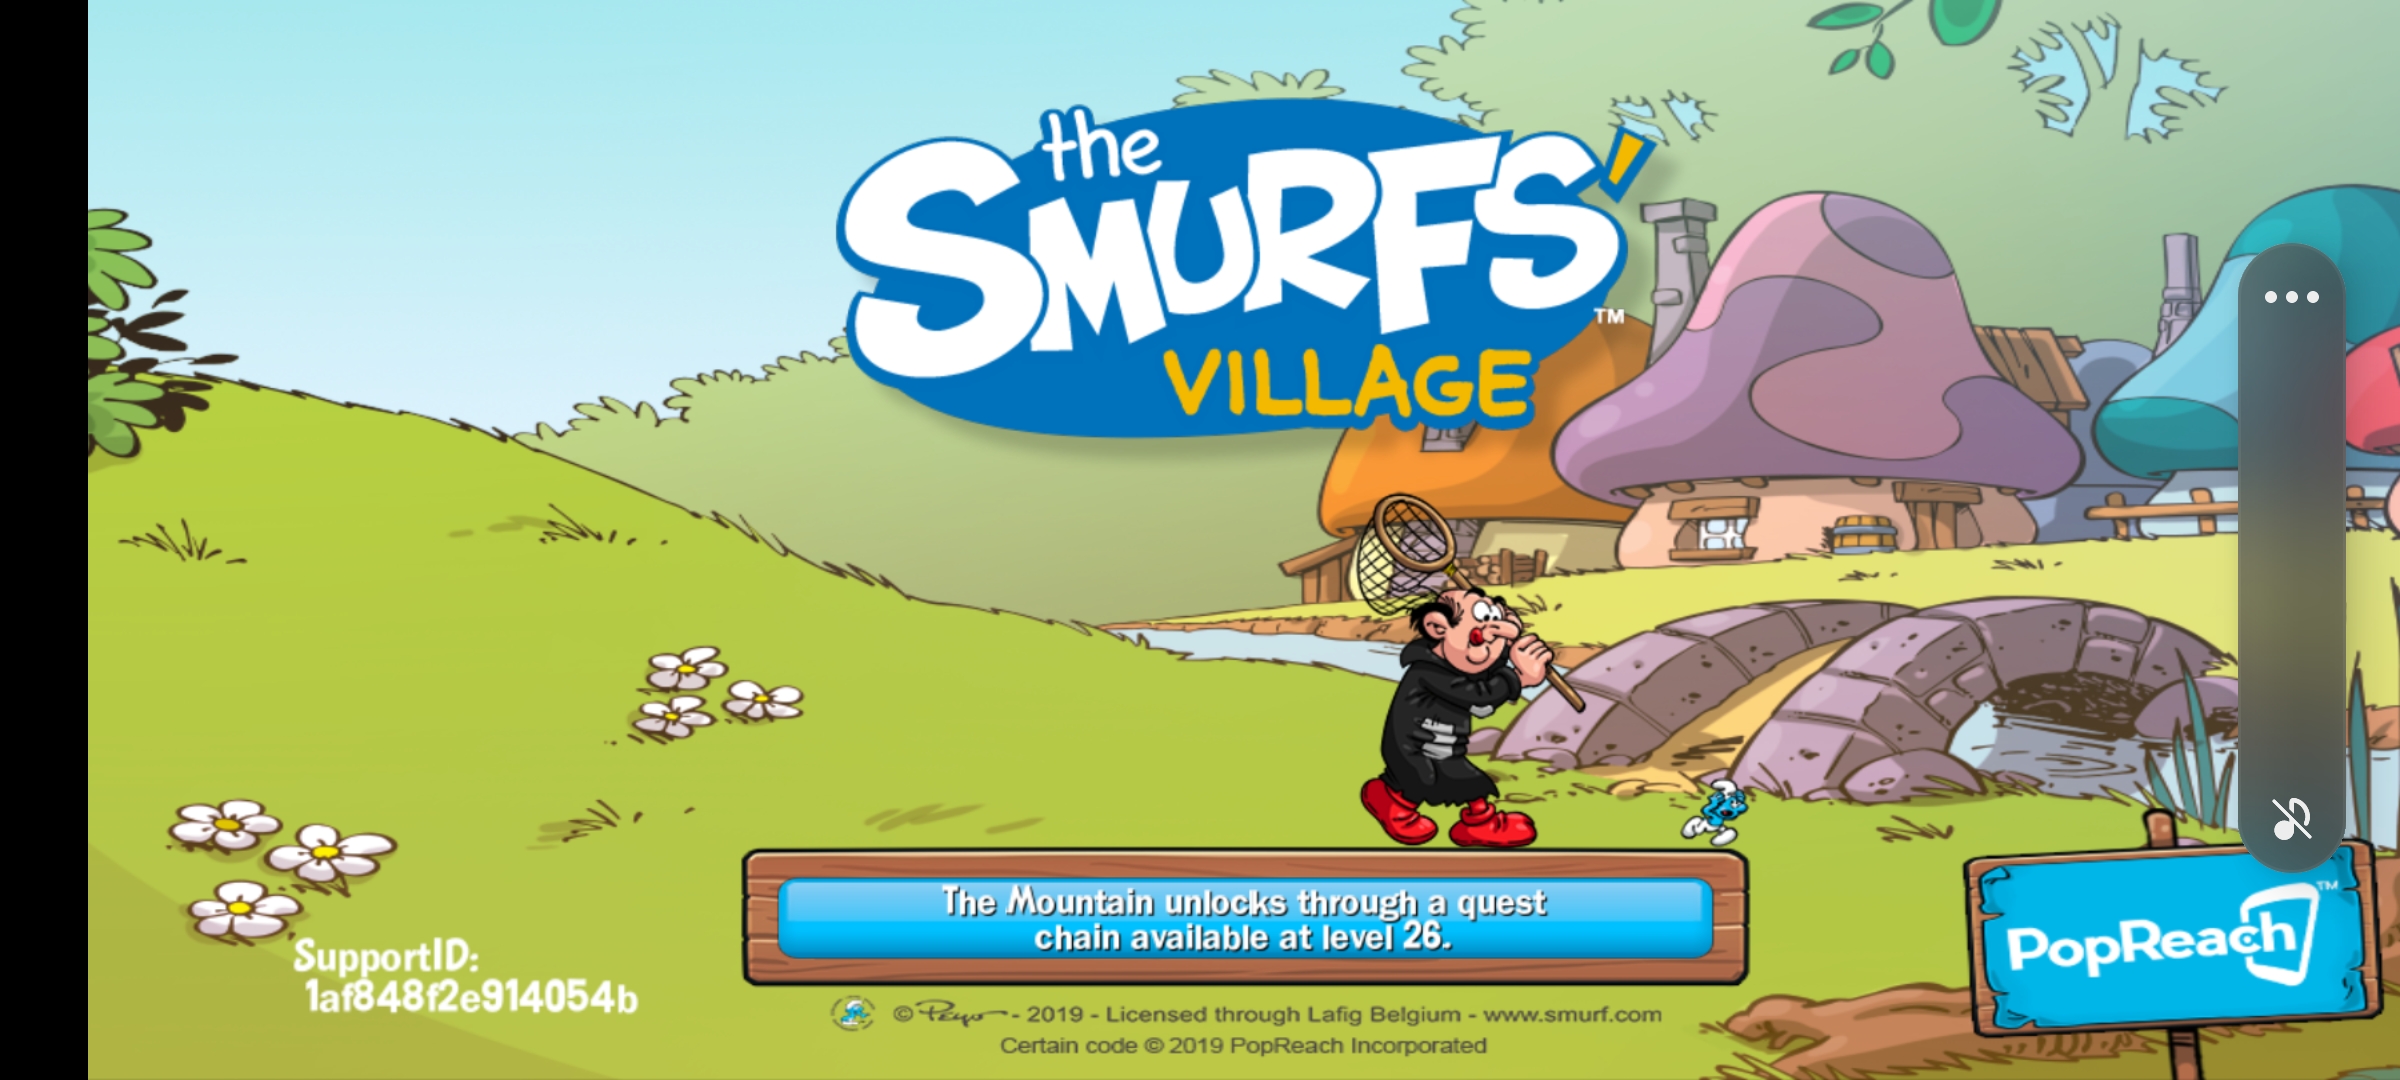 the
SMURFS'
TM
VILLAGE
The Mountain unlocks through a quest
chain available at level 26.
SupportID:
1af848f2e914054b
© Peyo - 2019 - Licensed through Lafig Belgium - www.smurf.com
Certain code © 2019 PopReach Incorporated
PopReach TM